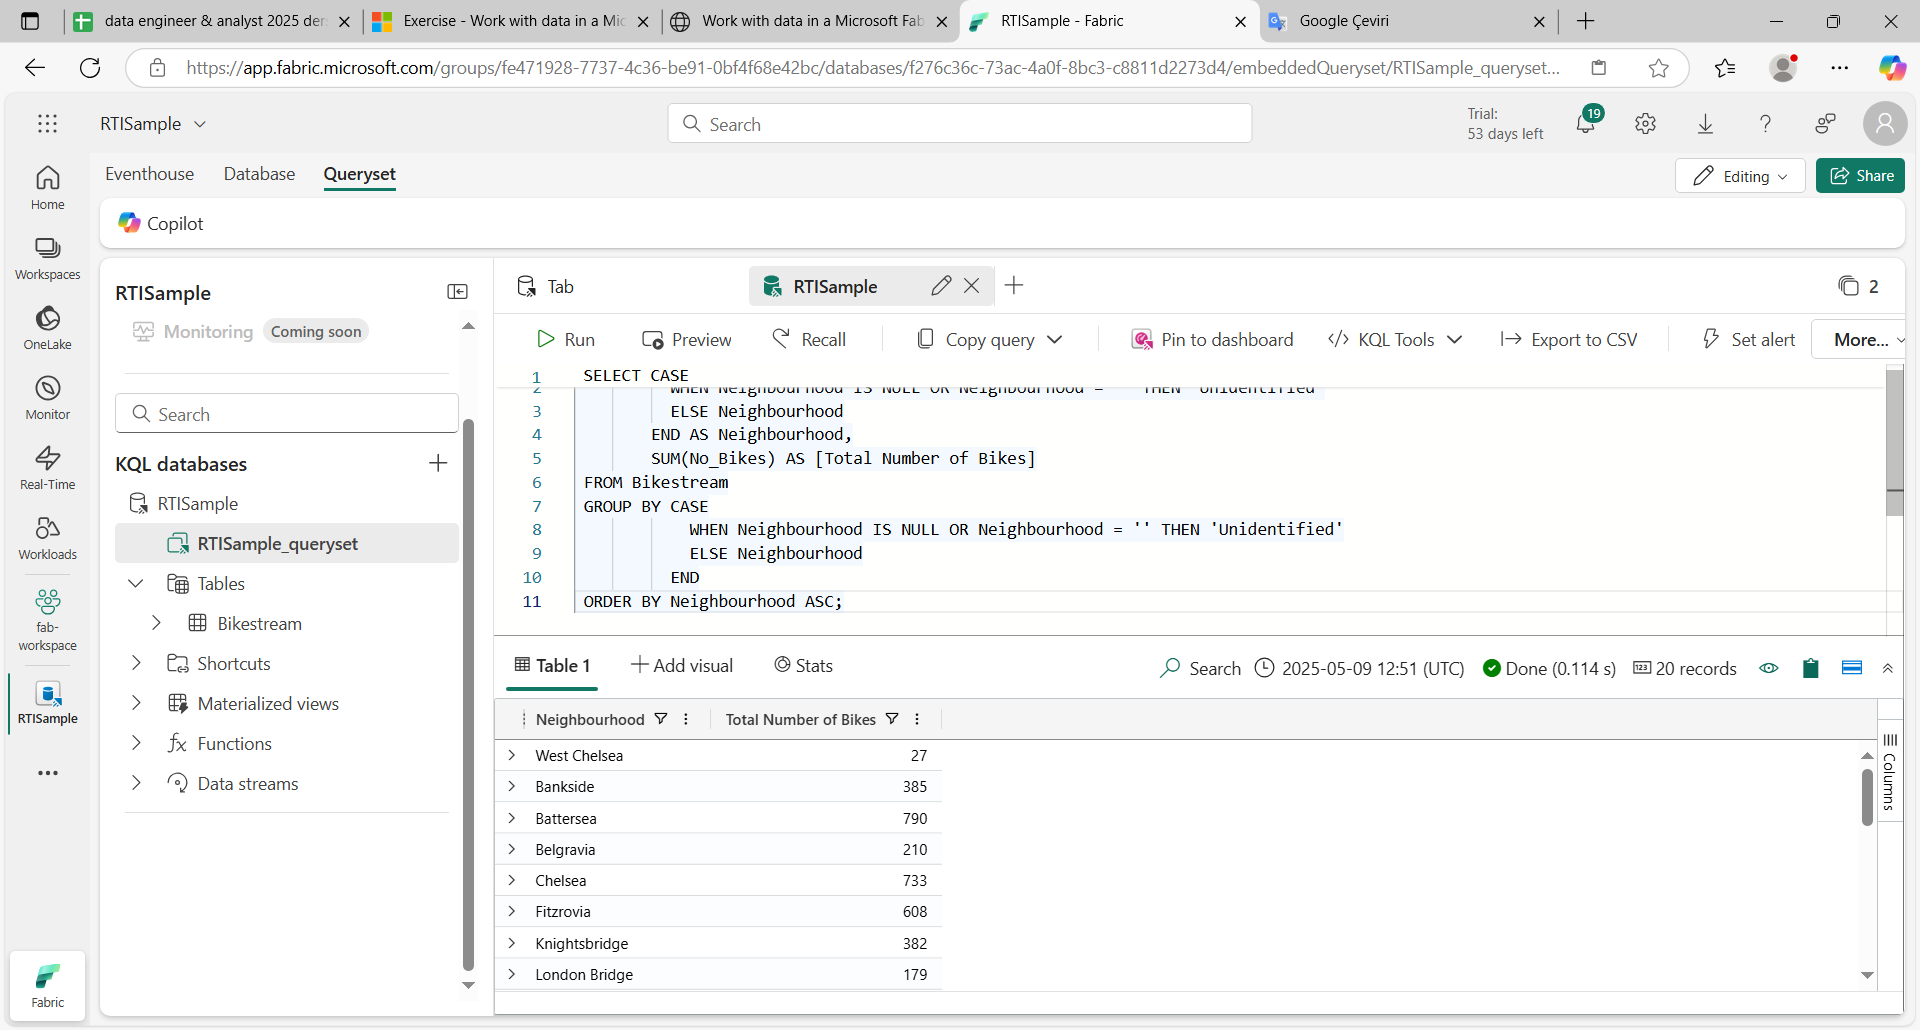 data engineer & analyst 2025 der
Exercise - Work with data in a Mic
Work with data in a Microsoft Fab
RTISample - Fabric
Google Çeviri
https://app.fabric.microsoft.com/groups/fe471928-7737-4c36-be91-0bf4f68e42bc/databases/f276c36c-73ac-4a0f-8bc3-c8811d2273d4/embeddedQueryset/RTISample_queryset...
RTISample
Search
Trial:
53 days left
19
Eventhouse
Database
Queryset
Editing
Share
Copilot
Home
Workspaces
OneLake
Monitor
Real-Time
Workloads
fab-
workspace
RTISample
Fabric
RTISample
Monitoring
Coming soon
Search
KQL databases
RTISample
RTISample_queryset
Tables
Bikestream
Shortcuts
Materialized views
Functions
Data streams
Tab
RTISample
2
Run
Preview
Recall
Copy query
Pin to dashboard
KQL Tools
Export to CSV
Set alert
More...
1 SELECT CASE
2 WHEN Neighbourhood IS NULL OR Neighbourhood = '' THEN 'Unidentified'
3 ELSE Neighbourhood
4 END AS Neighbourhood,
5 SUM(No_Bikes) AS [Total Number of Bikes]
6 FROM Bikestream
7 GROUP BY CASE
8 WHEN Neighbourhood IS NULL OR Neighbourhood = '' THEN 'Unidentified'
9 ELSE Neighbourhood
10 END
11 ORDER BY Neighbourhood ASC;
Table 1
Add visual
Stats
Search
2025-05-09 12:51 (UTC)
Done (0.114 s)
123
20 records
Neighbourhood Total Number of Bikes
West Chelsea 27
Bankside 385
Battersea 790
Belgravia 210
Chelsea 733
Fitzrovia 608
Knightsbridge 382
London Bridge 179
Columns